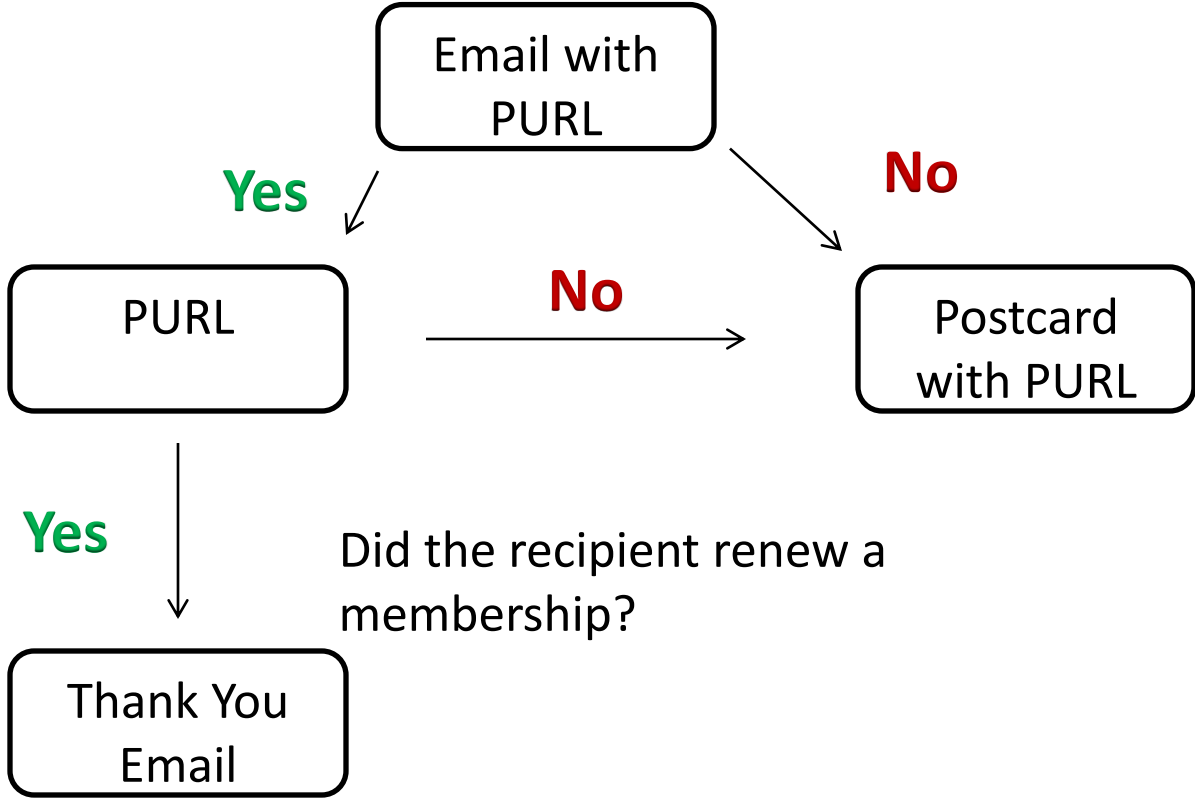 Email with
PURL
Yes
No
PURL
No
Postcard
with PURL
Yes
Did the recipient renew a
membership?
Thank You
Email